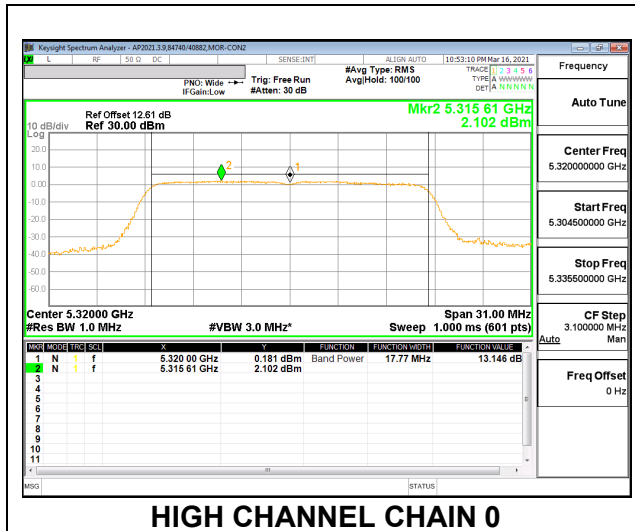 Keysight Spectrum Analyzer - AP2021.3.9,84740/40882,MOR-CON2
L RF 50 Ω DC SENSE:INT ALIGN AUTO 10:53:10 PM Mar 16, 2021
Frequency
PNO: Wide Trig: Free Run #Avg Type: RMS TRACE 1 2 3 4 5 6
IFGain:Low #Atten: 30 dB Avg|Hold: 100/100 TYPE A WWWWW
DET A N N N N N
Auto Tune
Ref Offset 12.61 dB
Mkr2 5.315 61 GHz
10 dB/div Ref 30.00 dBm 2.102 dBm
Log
20.0
10.0
0.00
-10.0
-20.0
-30.0
-40.0
-50.0
-60.0
2
1
Center Freq
5.320000000 GHz
Start Freq
5.304500000 GHz
Stop Freq
5.335500000 GHz
Center 5.32000 GHz Span 31.00 MHz
#Res BW 1.0 MHz #VBW 3.0 MHz* Sweep 1.000 ms (601 pts)
CF Step
3.100000 MHz
Auto Man
Freq Offset
0 Hz
MKR MODE TRC SCL X Y FUNCTION FUNCTION WIDTH FUNCTION VALUE
1 N 1 f 5.320 00 GHz 0.181 dBm Band Power 17.77 MHz 13.146 dB
2 N 1 f 5.315 61 GHz 2.102 dBm
3
4
5
6
7
8
9
10
11
MSG STATUS
HIGH CHANNEL CHAIN 0